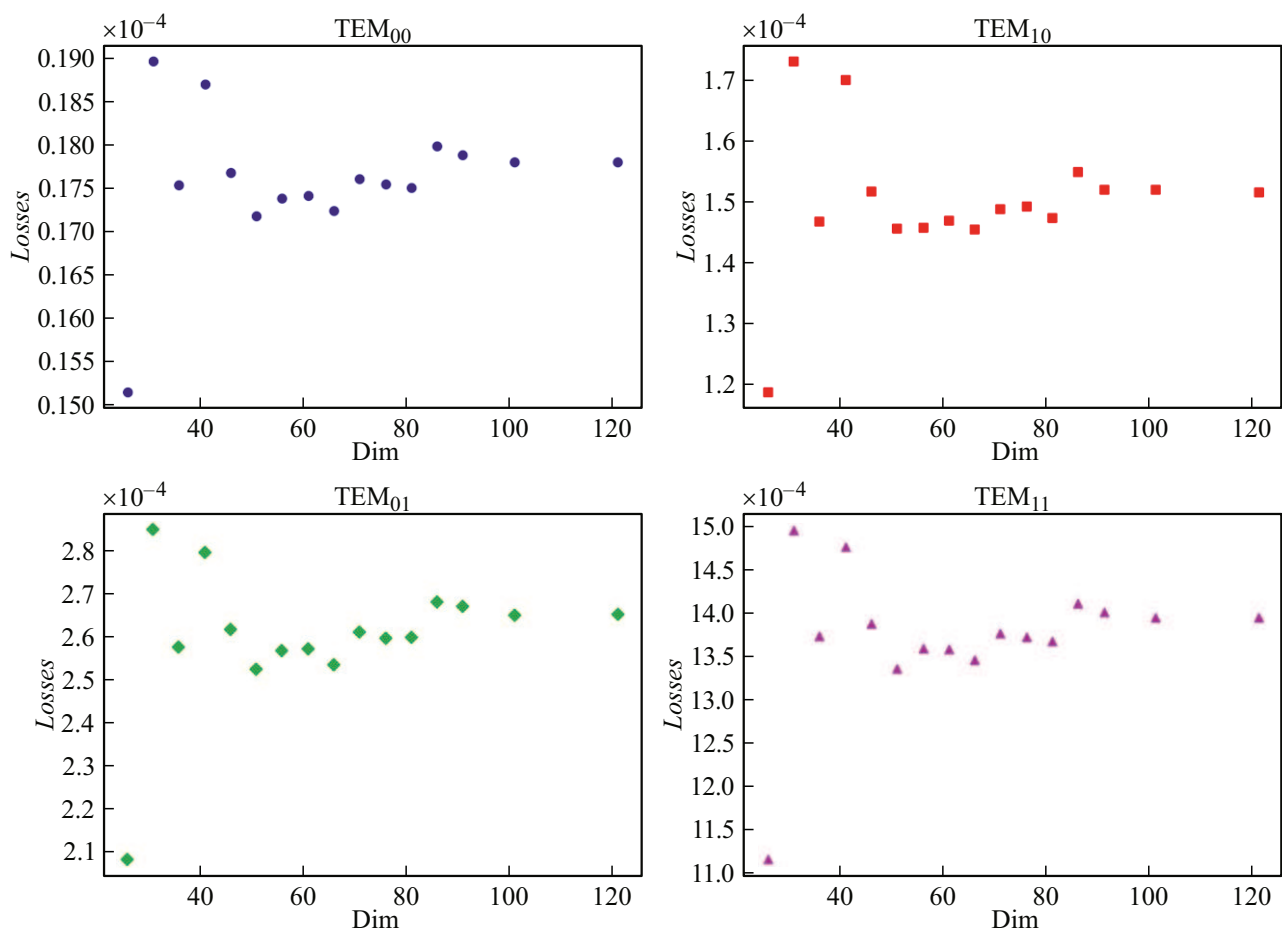 ×10⁻⁴ TEM₀₀
0.190
0.185
0.180
0.175
0.170
0.165
0.160
0.155
0.150
Losses
40 60 80 100 120
Dim
×10⁻⁴ TEM₁₀
1.7
1.6
1.5
1.4
1.3
1.2
Losses
40 60 80 100 120
Dim
×10⁻⁴ TEM₀₁
2.8
2.7
2.6
2.5
2.4
2.3
2.2
2.1
Losses
40 60 80 100 120
Dim
×10⁻⁴ TEM₁₁
15.0
14.5
14.0
13.5
13.0
12.5
12.0
11.5
11.0
Losses
40 60 80 100 120
Dim